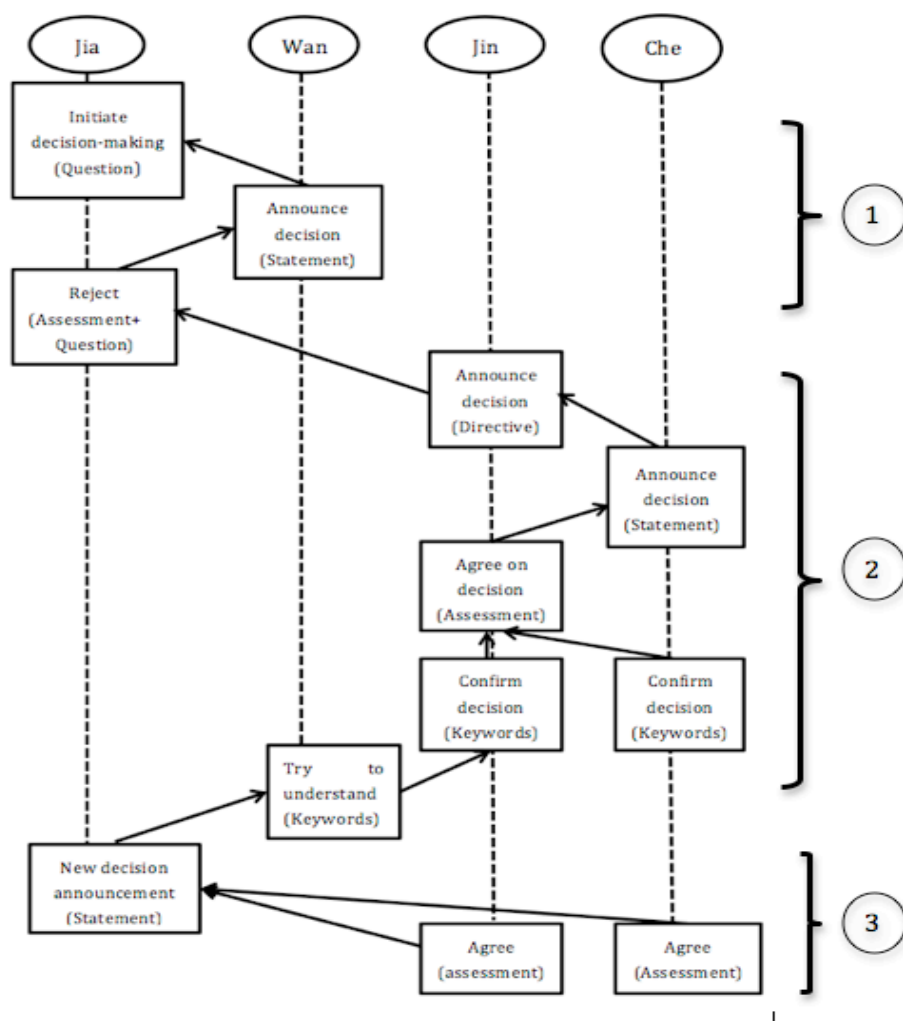 Jia
Wan
Jin
Che
Initiate
decision-making
(Question)
1
Announce
decision
(Statement)
Reject
(Assessment+
Question)
Announce
decision
(Directive)
Announce
decision
(Statement)
2
Agree on
decision
(Assessment)
Confirm
decision
(Keywords)
Confirm
decision
(Keywords)
Try to
understand
(Keywords)
New decision
announcement
(Statement)
3
Agree
(assessment)
Agree
(Assessment)